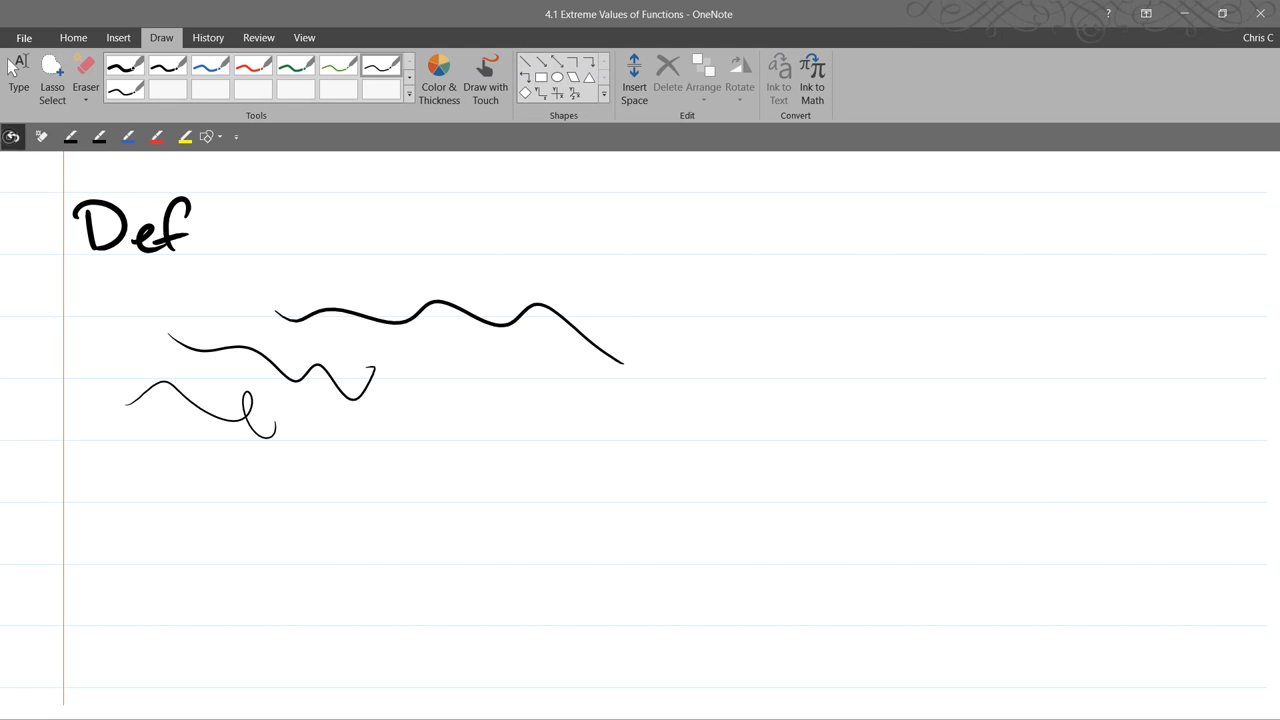 4.1 Extreme Values of Functions - OneNote
?
File Home Insert Draw History Review View
Chris C
Type
Lasso Select
Eraser
Color & Thickness
Draw with Touch
Insert Space
Delete
Arrange
Rotate
Ink to Text
Ink to Math
Tools
Shapes
Edit
Convert
Def